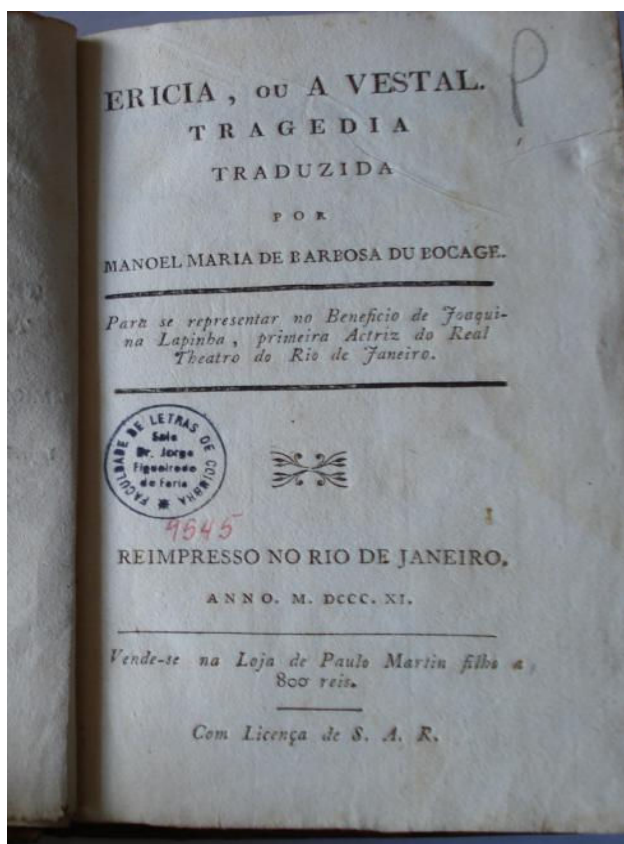 ERICIA, OU A VESTAL.
TRAGEDIA
TRADUZIDA
POR
MANOEL MARIA DE BARBOSA DU BOCAGE.
Para se representar no Beneficio de Joaqui-
na Lapinha, primeira Actriz do Real
Theatro do Rio de Janeiro.
FACULDADE DE LETRAS DE COIMBRA
Sala
Dr. Jorge
Figueiredo
de Faria
9545
REIMPRESSO NO RIO DE JANEIRO.
ANNO. M. DCCC. XI.
Vende-se na Loja de Paulo Martin filho a
800 reis.
Com Licença de S. A. R.
P